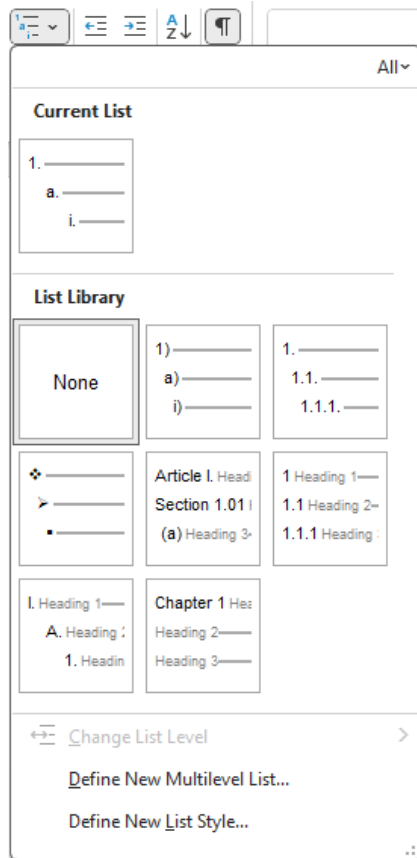 All
Current List
1.
a.
i.
List Library
None
1)
a)
i)
1.
1.1.
1.1.1.
Article I. Head
Section 1.01
(a) Heading 3
1 Heading 1
1.1 Heading 2
1.1.1 Heading
I. Heading 1
A. Heading 2
1. Headin
Chapter 1 Hea
Heading 2
Heading 3
Change List Level
Define New Multilevel List...
Define New List Style...